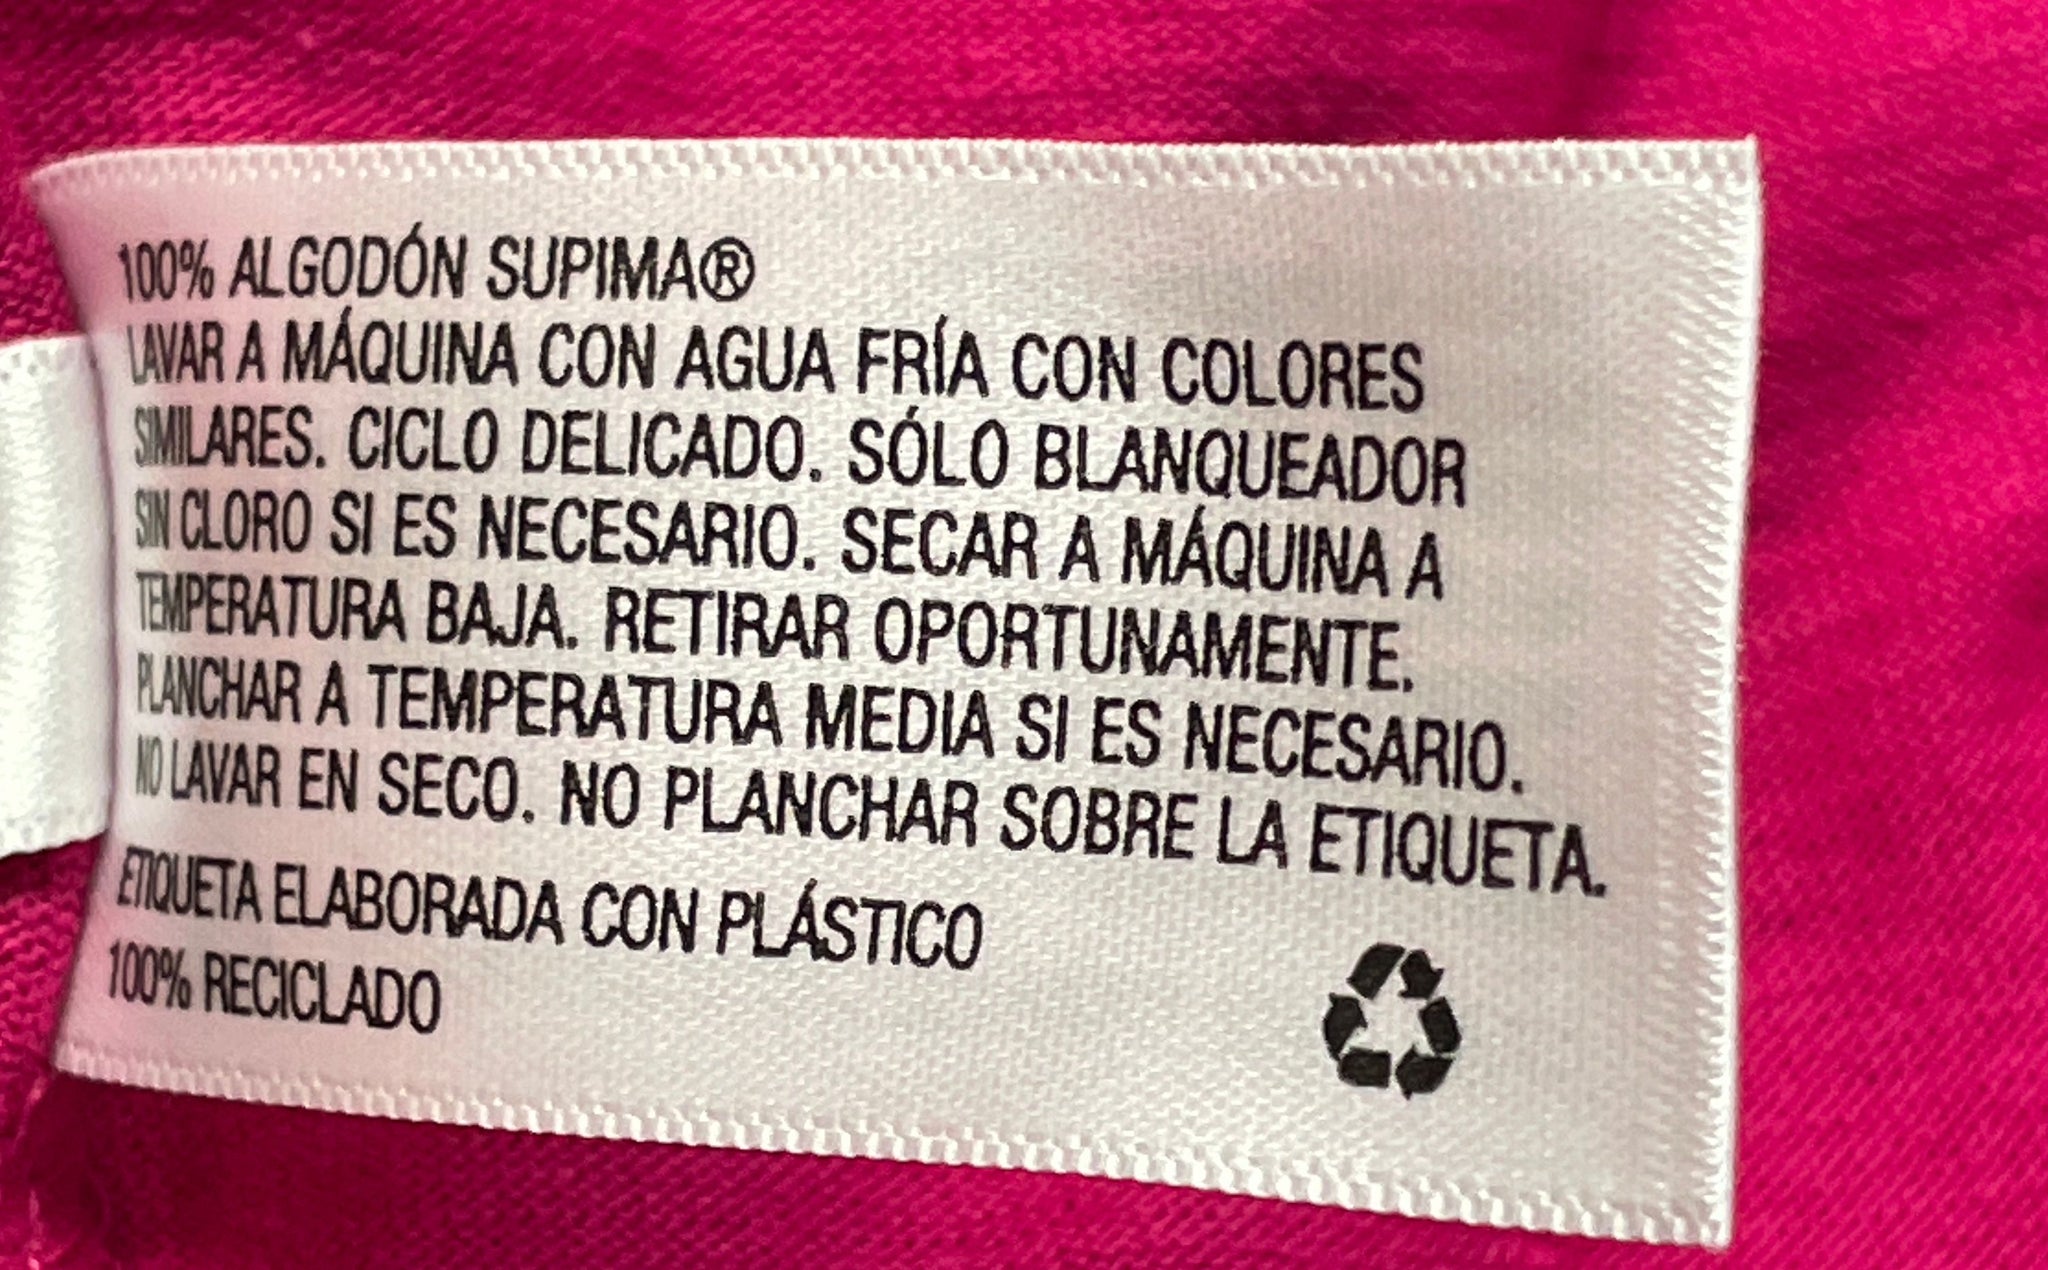 100% ALGODÓN SUPIMA®
LAVAR A MÁQUINA CON AGUA FRÍA CON COLORES
SIMILARES. CICLO DELICADO. SÓLO BLANQUEADOR
SIN CLORO SI ES NECESARIO. SECAR A MÁQUINA A
TEMPERATURA BAJA. RETIRAR OPORTUNAMENTE.
PLANCHAR A TEMPERATURA MEDIA SI ES NECESARIO.
NO LAVAR EN SECO. NO PLANCHAR SOBRE LA ETIQUETA.
ETIQUETA ELABORADA CON PLÁSTICO
100% RECICLADO